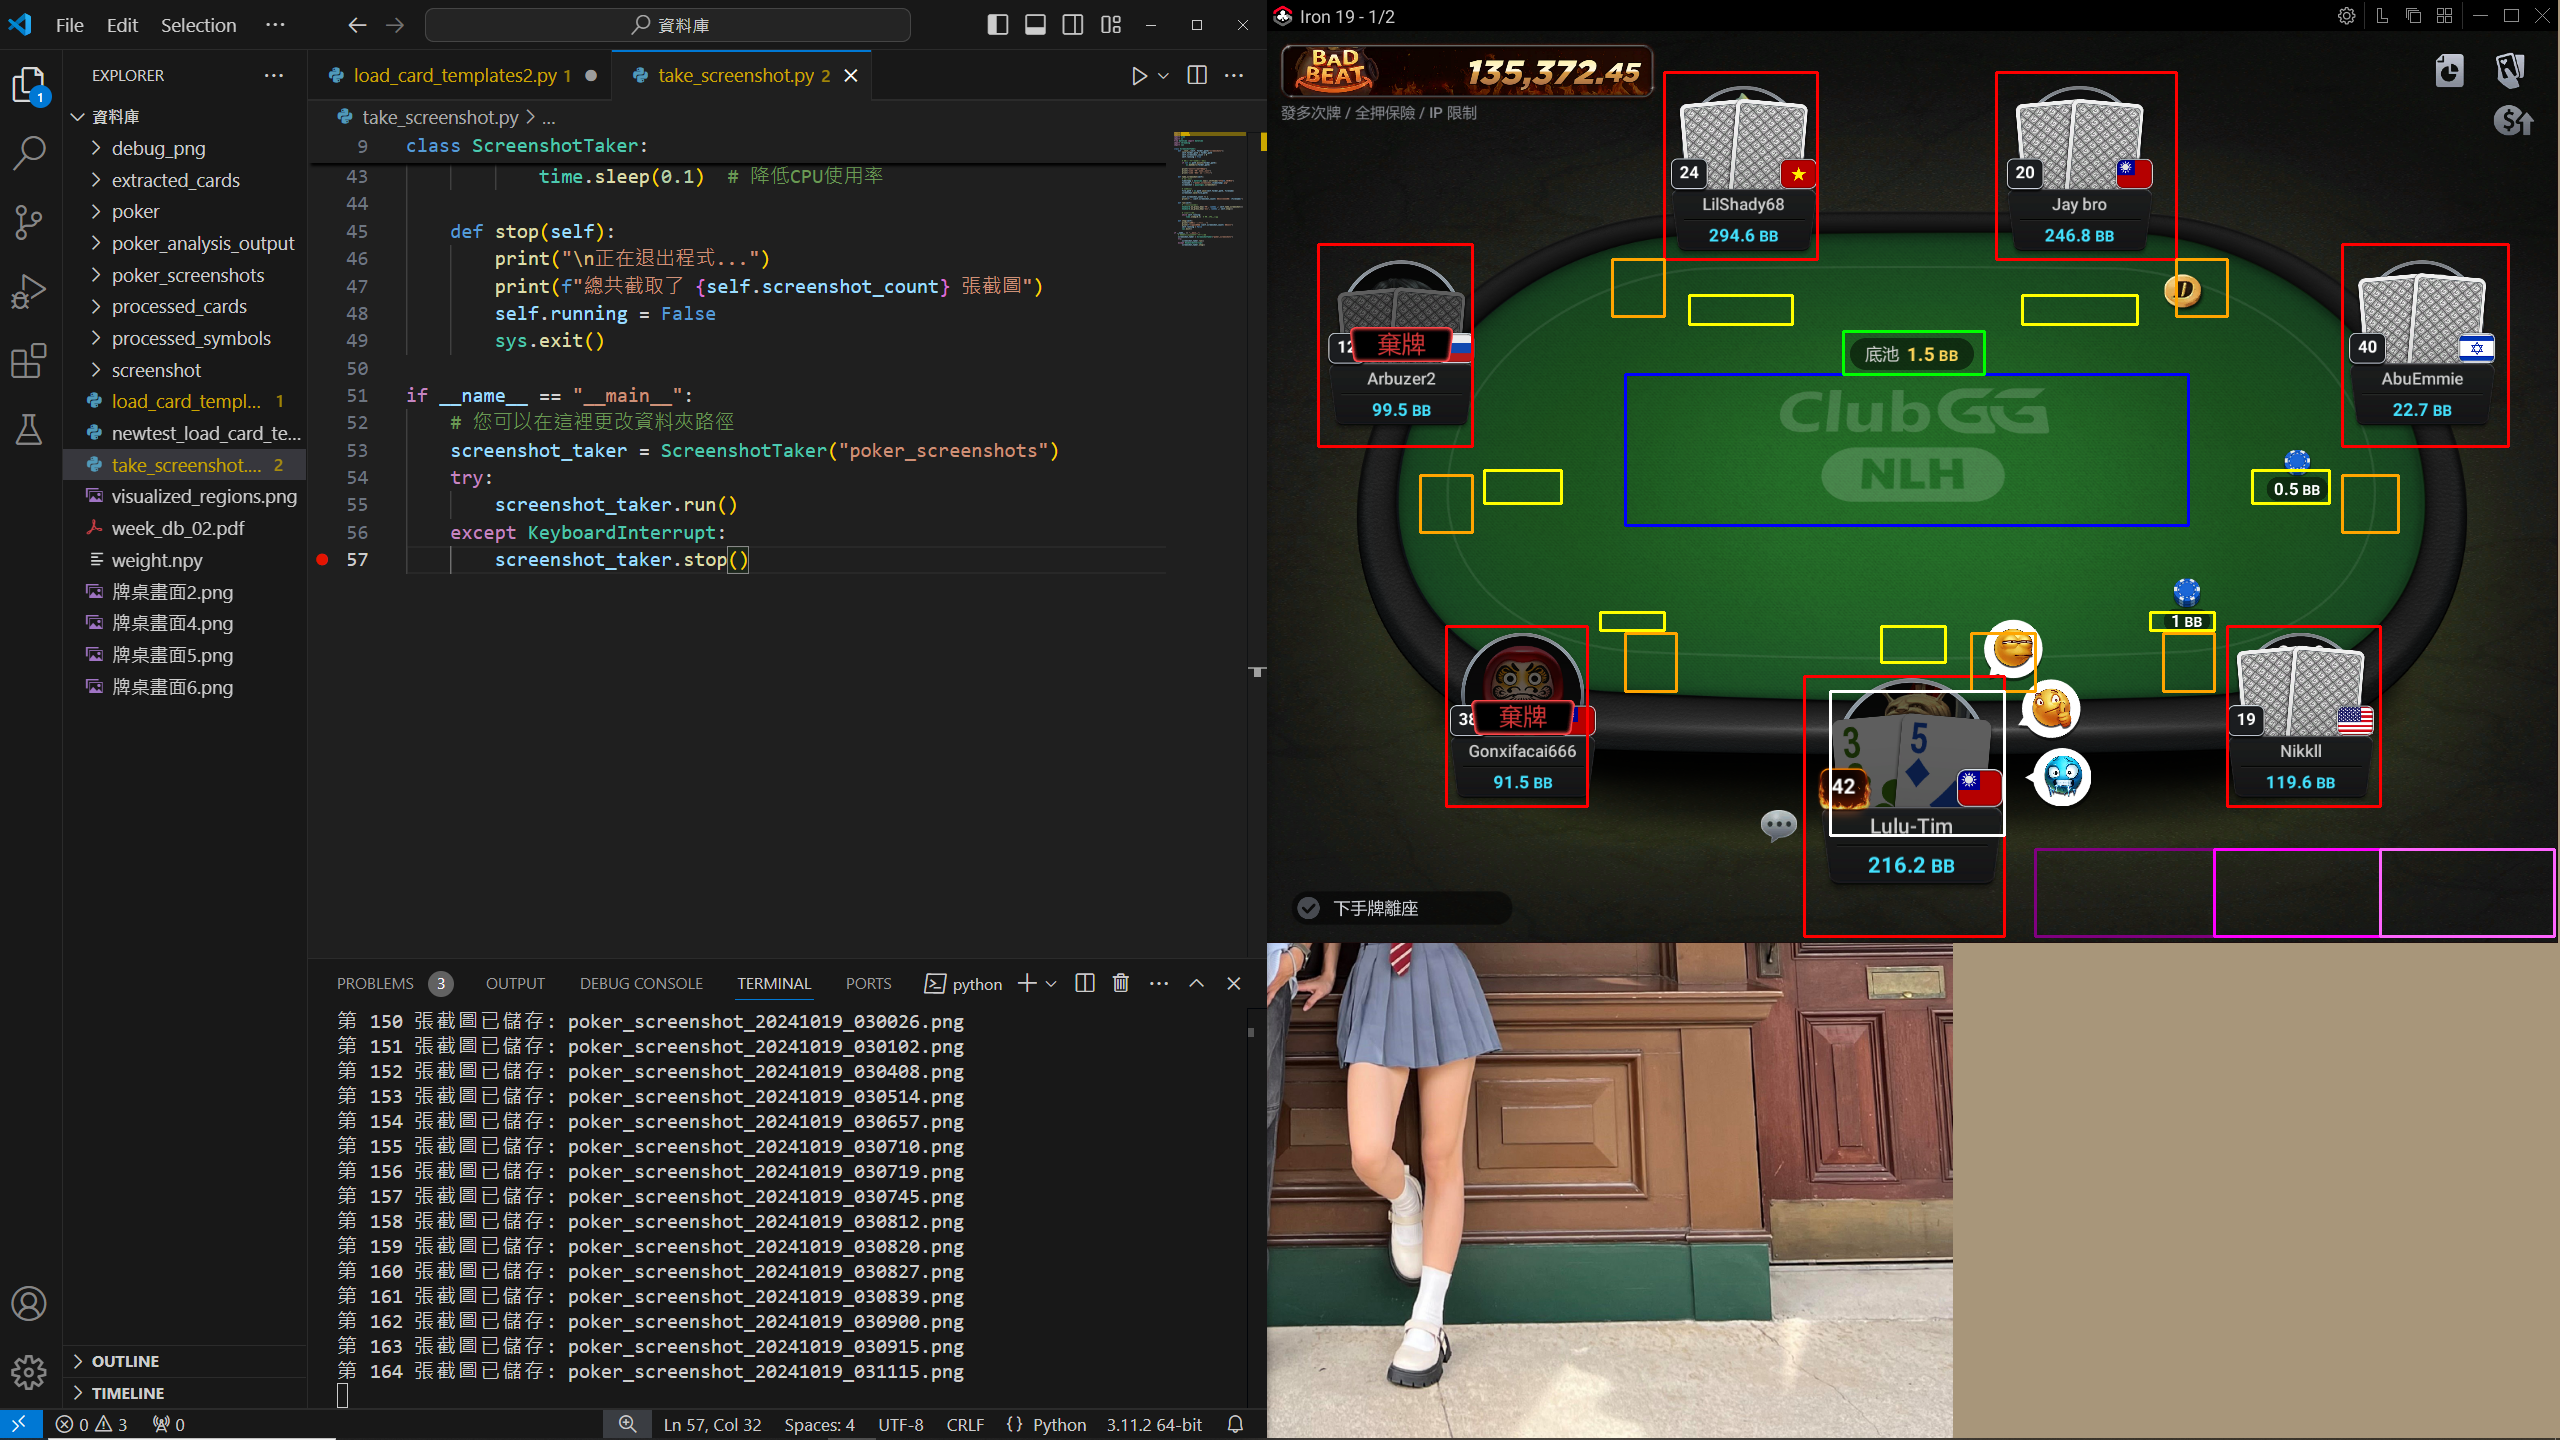 File Edit Selection ···
資料庫
EXPLORER ···
資料庫
debug_png
extracted_cards
poker
poker_analysis_output
poker_screenshots
processed_cards
processed_symbols
screenshot
load_card_templ... 1
newtest_load_card_te...
take_screenshot.... 2
visualized_regions.png
week_db_02.pdf
weight.npy
牌桌畫面2.png
牌桌畫面4.png
牌桌畫面5.png
牌桌畫面6.png
OUTLINE
TIMELINE
1
load_card_templates2.py 1
take_screenshot.py 2
take_screenshot.py > ...
9 class ScreenshotTaker:
43 time.sleep(0.1) # 降低CPU使用率
44
45 def stop(self):
46 print("\n正在退出程式...")
47 print(f"總共截取了 {self.screenshot_count} 張截圖")
48 self.running = False
49 sys.exit()
50
51 if __name__ == "__main__":
52 # 您可以在這裡更改資料夾路徑
53 screenshot_taker = ScreenshotTaker("poker_screenshots")
54 try:
55 screenshot_taker.run()
56 except KeyboardInterrupt:
57 screenshot_taker.stop()
PROBLEMS 3 OUTPUT DEBUG CONSOLE TERMINAL PORTS python
第 150 張截圖已儲存: poker_screenshot_20241019_030026.png
第 151 張截圖已儲存: poker_screenshot_20241019_030102.png
第 152 張截圖已儲存: poker_screenshot_20241019_030408.png
第 153 張截圖已儲存: poker_screenshot_20241019_030514.png
第 154 張截圖已儲存: poker_screenshot_20241019_030657.png
第 155 張截圖已儲存: poker_screenshot_20241019_030710.png
第 156 張截圖已儲存: poker_screenshot_20241019_030719.png
第 157 張截圖已儲存: poker_screenshot_20241019_030745.png
第 158 張截圖已儲存: poker_screenshot_20241019_030812.png
第 159 張截圖已儲存: poker_screenshot_20241019_030820.png
第 160 張截圖已儲存: poker_screenshot_20241019_030827.png
第 161 張截圖已儲存: poker_screenshot_20241019_030839.png
第 162 張截圖已儲存: poker_screenshot_20241019_030900.png
第 163 張截圖已儲存: poker_screenshot_20241019_030915.png
第 164 張截圖已儲存: poker_screenshot_20241019_031115.png
0 3 0 Ln 57, Col 32 Spaces: 4 UTF-8 CRLF {} Python 3.11.2 64-bit
Iron 19 - 1/2
BAD BEAT 135,372.45
發多次牌 / 全押保險 / IP 限制
24
LilShady68
294.6 BB
20
Jay bro
246.8 BB
D
12 棄牌
Arbuzer2
99.5 BB
40
AbuEmmie
22.7 BB
底池 1.5 BB
ClubGG
NLH
0.5 BB
1 BB
38 棄牌
Gonxifacai666
91.5 BB
3 5
42
Lulu-Tim
216.2 BB
19
Nikkll
119.6 BB
下手牌離座